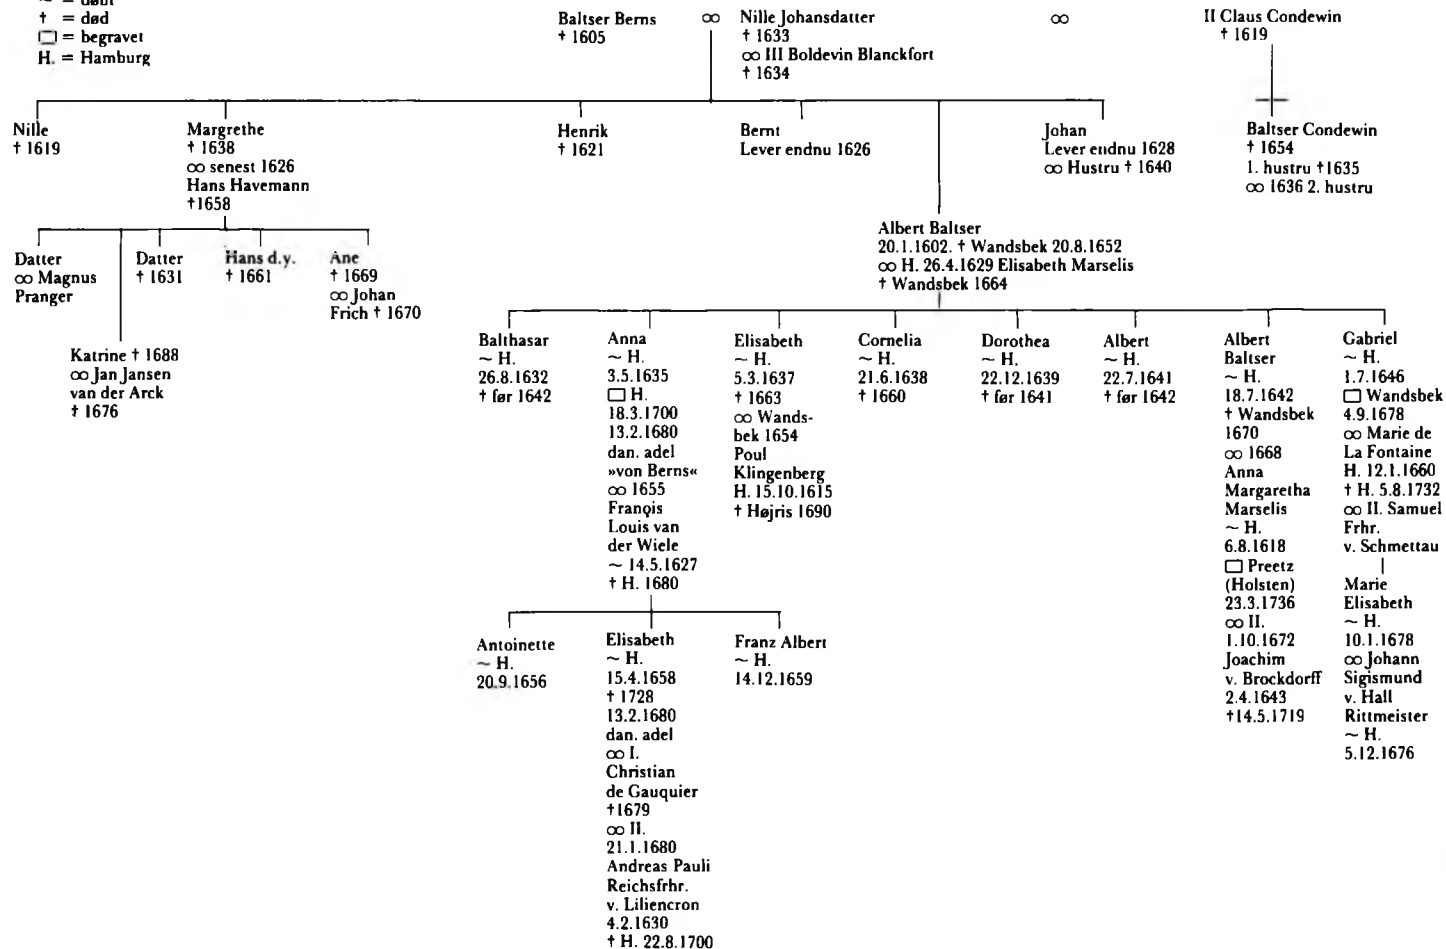 ~ = døbt
† = død
▭ = begravet
H. = Hamburg
Baltser Berns
† 1605
∞
Nille Johansdatter
† 1633
∞ III Boldevin Blanckfort
† 1634
∞
II Claus Condewin
† 1619
Nille
† 1619
Margrethe
† 1638
∞ senest 1626
Hans Havemann
†1658
Henrik
† 1621
Bernt
Lever endnu 1626
Johan
Lever endnu 1628
∞ Hustru † 1640
Baltser Condewin
† 1654
1. hustru †1635
∞ 1636 2. hustru
Albert Baltser
20.1.1602. † Wandsbek 20.8.1652
∞ H. 26.4.1629 Elisabeth Marselis
† Wandsbek 1664
Datter
∞ Magnus
Pranger
Katrine † 1688
∞ Jan Jansen
van der Arck
† 1676
Datter
† 1631
Hans d.y.
† 1661
Ane
† 1669
∞ Johan
Frich † 1670
Balthasar
~ H.
26.8.1632
† før 1642
Anna
~ H.
3.5.1635
▭ H.
18.3.1700
13.2.1680
dan. adel
»von Berns«
∞ 1655
Françis
Louis van
der Wiele
~ 14.5.1627
† H. 1680
Elisabeth
~ H.
5.3.1637
† 1663
∞ Wands-
bek 1654
Poul
Klingenberg
H. 15.10.1615
† Højris 1690
Cornelia
~ H.
21.6.1638
† 1660
Dorothea
~ H.
22.12.1639
† før 1641
Albert
~ H.
22.7.1641
† før 1642
Albert
Baltser
~ H.
18.7.1642
† Wandsbek
1670
∞ 1668
Anna
Margaretha
Marselis
~ H.
6.8.1618
▭ Preetz
(Holsten)
23.3.1736
∞ II.
1.10.1672
Joachim
v. Brockdorff
2.4.1643
†14.5.1719
Gabriel
~ H.
1.7.1646
▭ Wandsbek
4.9.1678
∞ Marie de
La Fontaine
H. 12.1.1660
† H. 5.8.1732
∞ II. Samuel
Frhr.
v. Schmettau
Marie
Elisabeth
~ H.
10.1.1678
∞ Johann
Sigismund
v. Hall
Rittmeister
~ H.
5.12.1676
Antoinette
~ H.
20.9.1656
Elisabeth
~ H.
15.4.1658
† 1728
13.2.1680
dan. adel
∞ I.
Christian
de Gauquier
†1679
∞ II.
21.1.1680
Andreas Pauli
Reichsfrhr.
v. Liliencron
4.2.1630
† H. 22.8.1700
Franz Albert
~ H.
14.12.1659